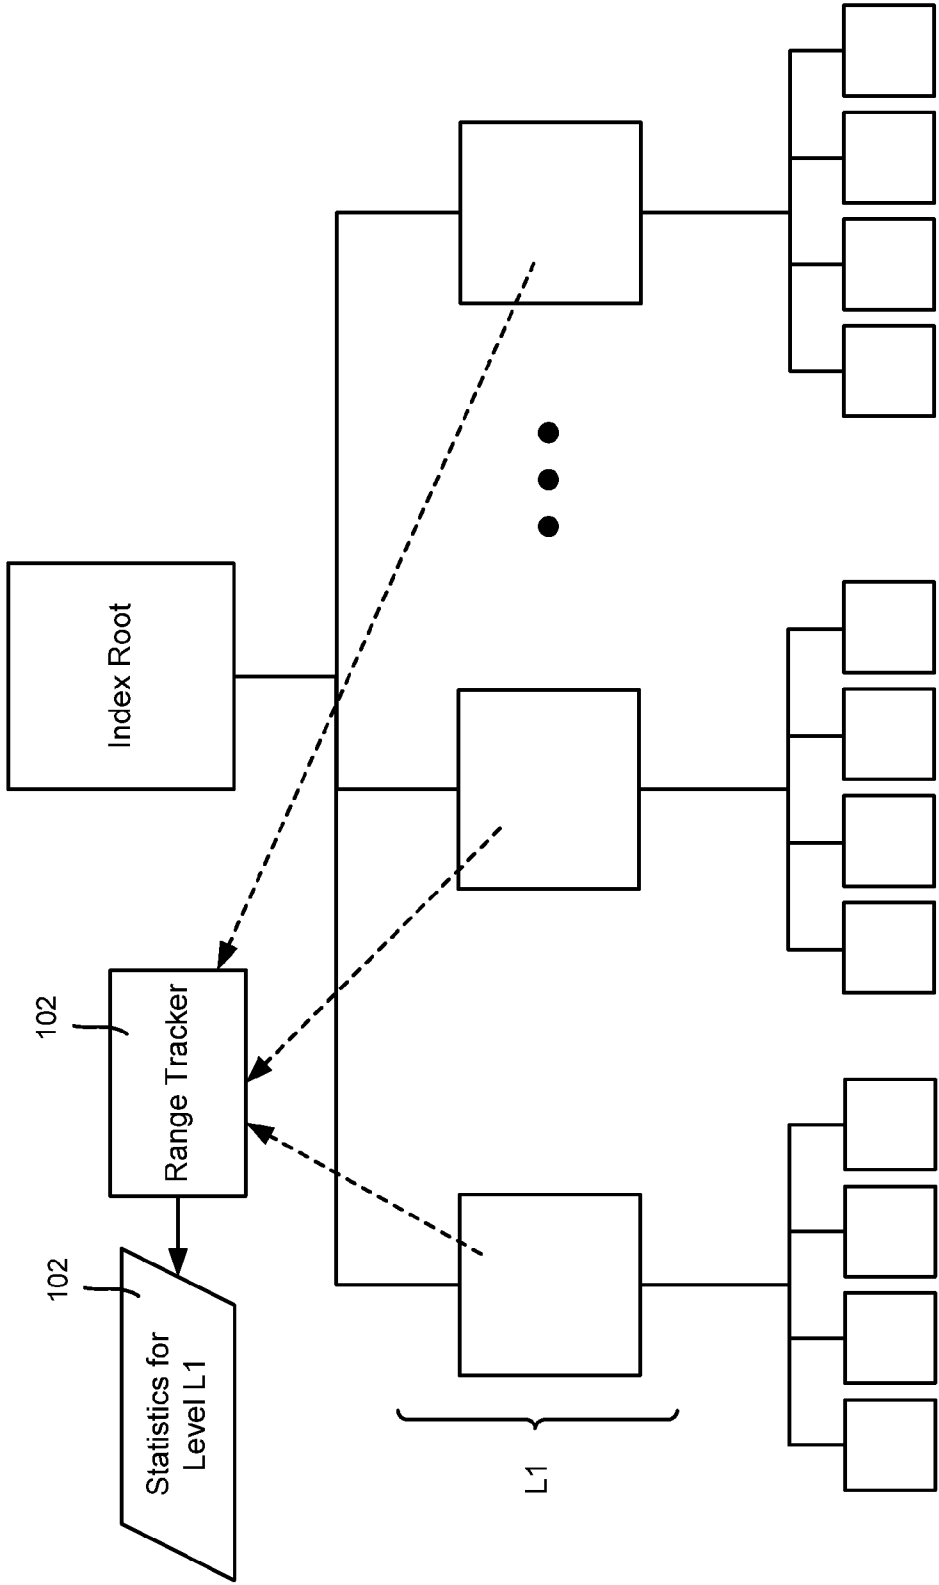 102
Statistics for
Level L1
102
Range Tracker
Index Root
L1